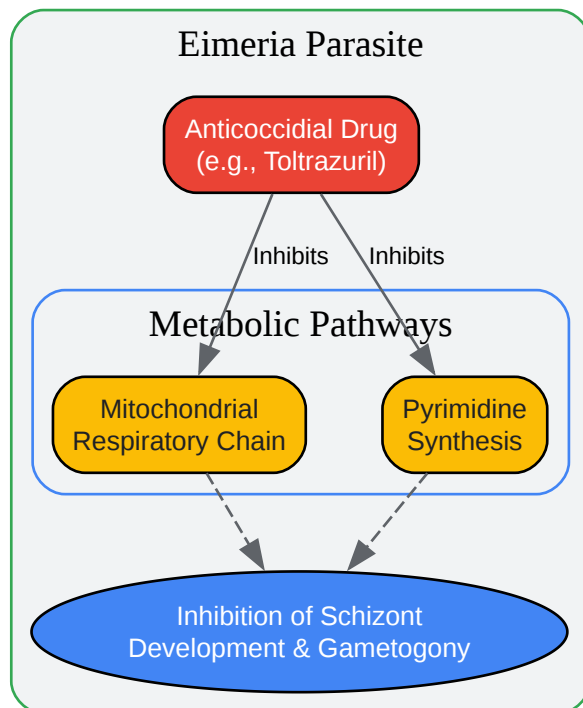 Eimeria Parasite
Anticoccidial Drug
(e.g., Toltrazuril)
Inhibits
Inhibits
Metabolic Pathways
Mitochondrial
Respiratory Chain
Pyrimidine
Synthesis
Inhibition of Schizont
Development & Gametogony